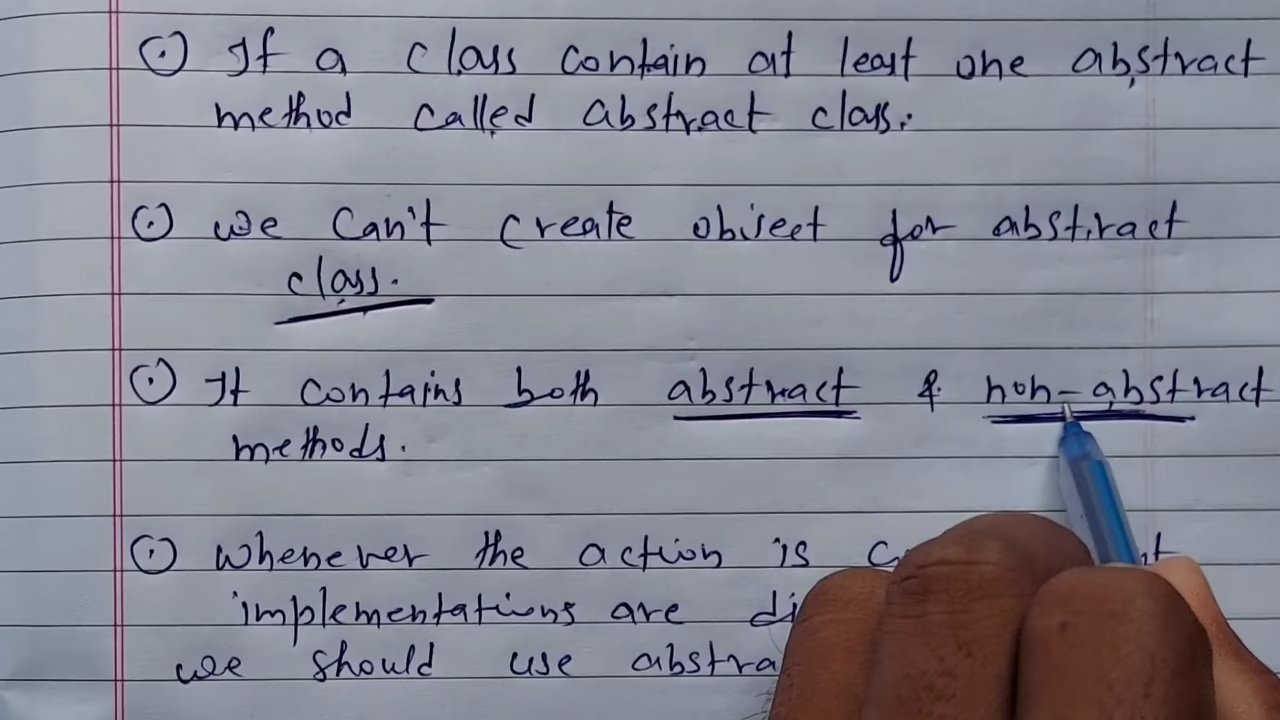 If a class contain at least one abstract
method called abstract class.
we can't create object for abstract
class.
It contains both abstract & non-abstract
methods.
whenever the action is
implementations are
we should use